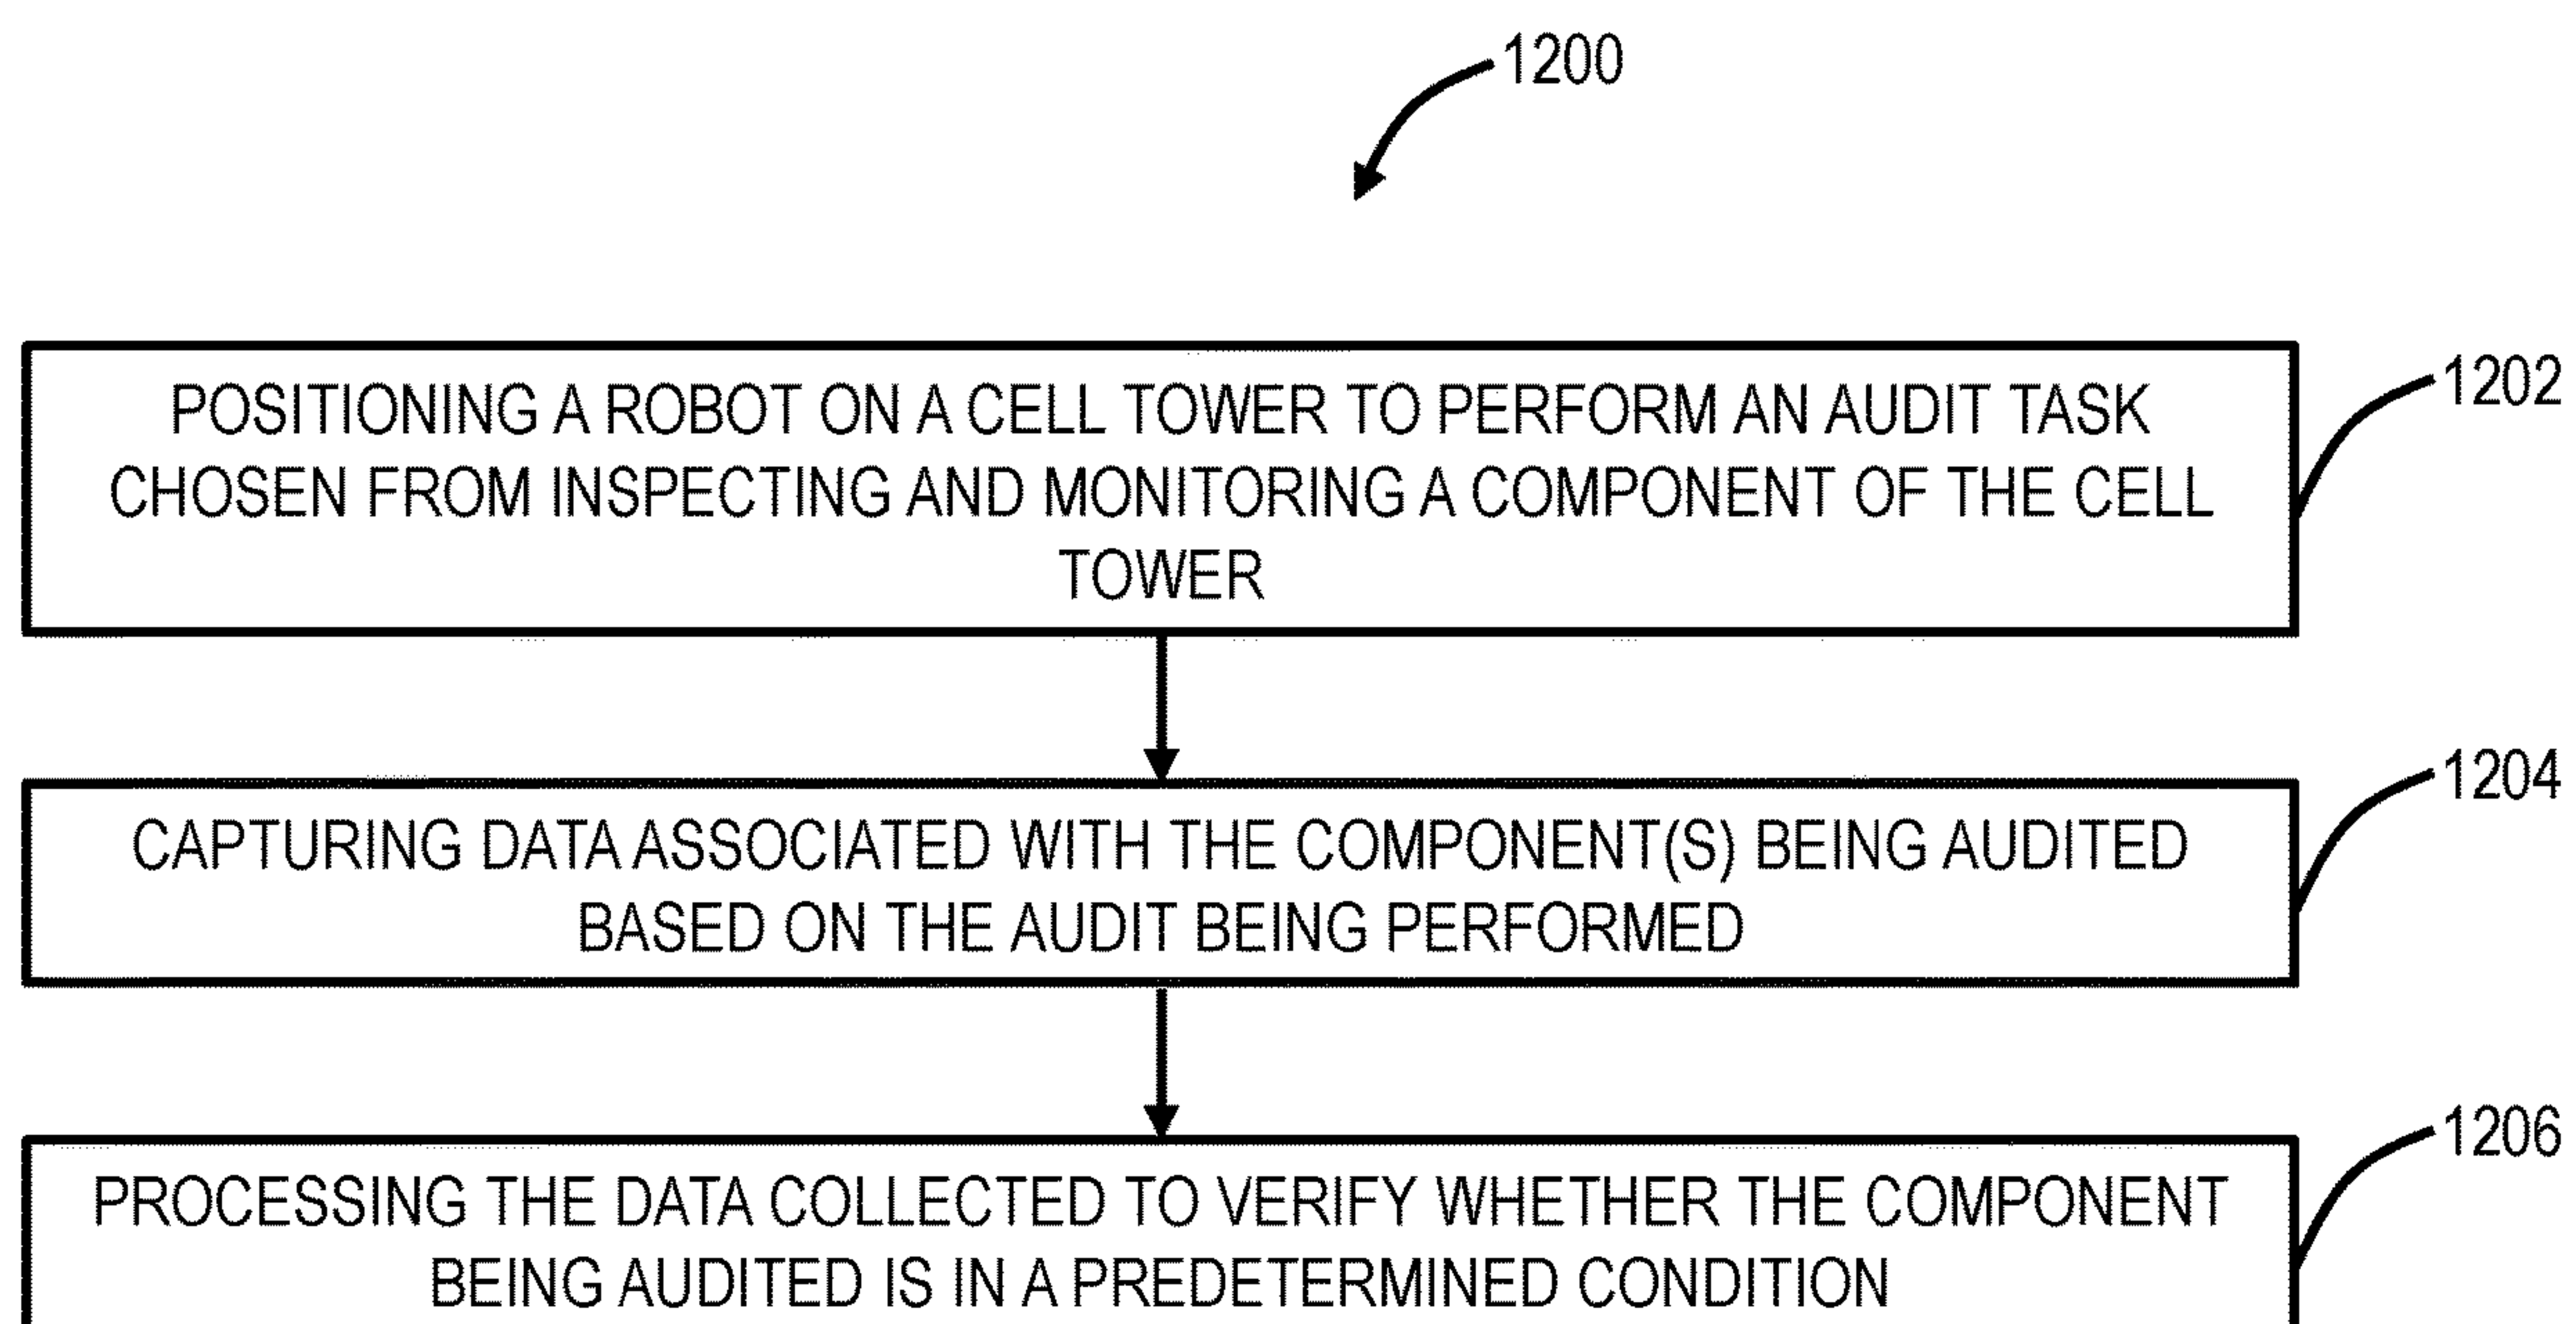 1200
POSITIONING A ROBOT ON A CELL TOWER TO PERFORM AN AUDIT TASK
CHOSEN FROM INSPECTING AND MONITORING A COMPONENT OF THE CELL
TOWER
1202
CAPTURING DATA ASSOCIATED WITH THE COMPONENT(S) BEING AUDITED
BASED ON THE AUDIT BEING PERFORMED
1204
PROCESSING THE DATA COLLECTED TO VERIFY WHETHER THE COMPONENT
BEING AUDITED IS IN A PREDETERMINED CONDITION
1206